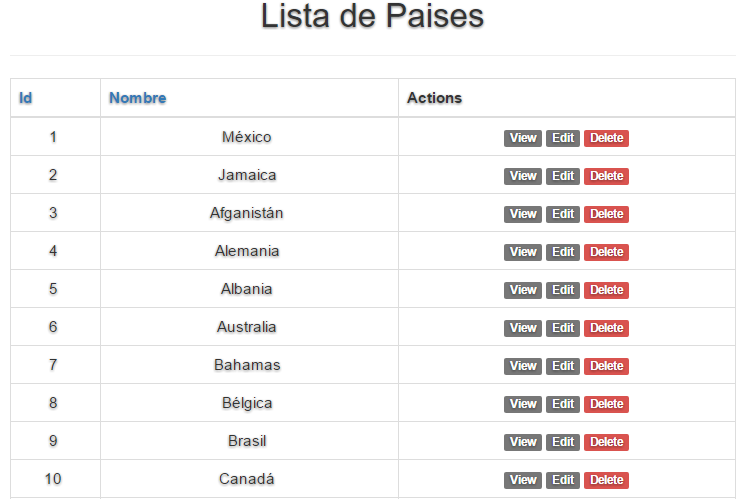 Lista de Paises
Id Nombre Actions
1 México View Edit Delete
2 Jamaica View Edit Delete
3 Afganistán View Edit Delete
4 Alemania View Edit Delete
5 Albania View Edit Delete
6 Australia View Edit Delete
7 Bahamas View Edit Delete
8 Bélgica View Edit Delete
9 Brasil View Edit Delete
10 Canadá View Edit Delete